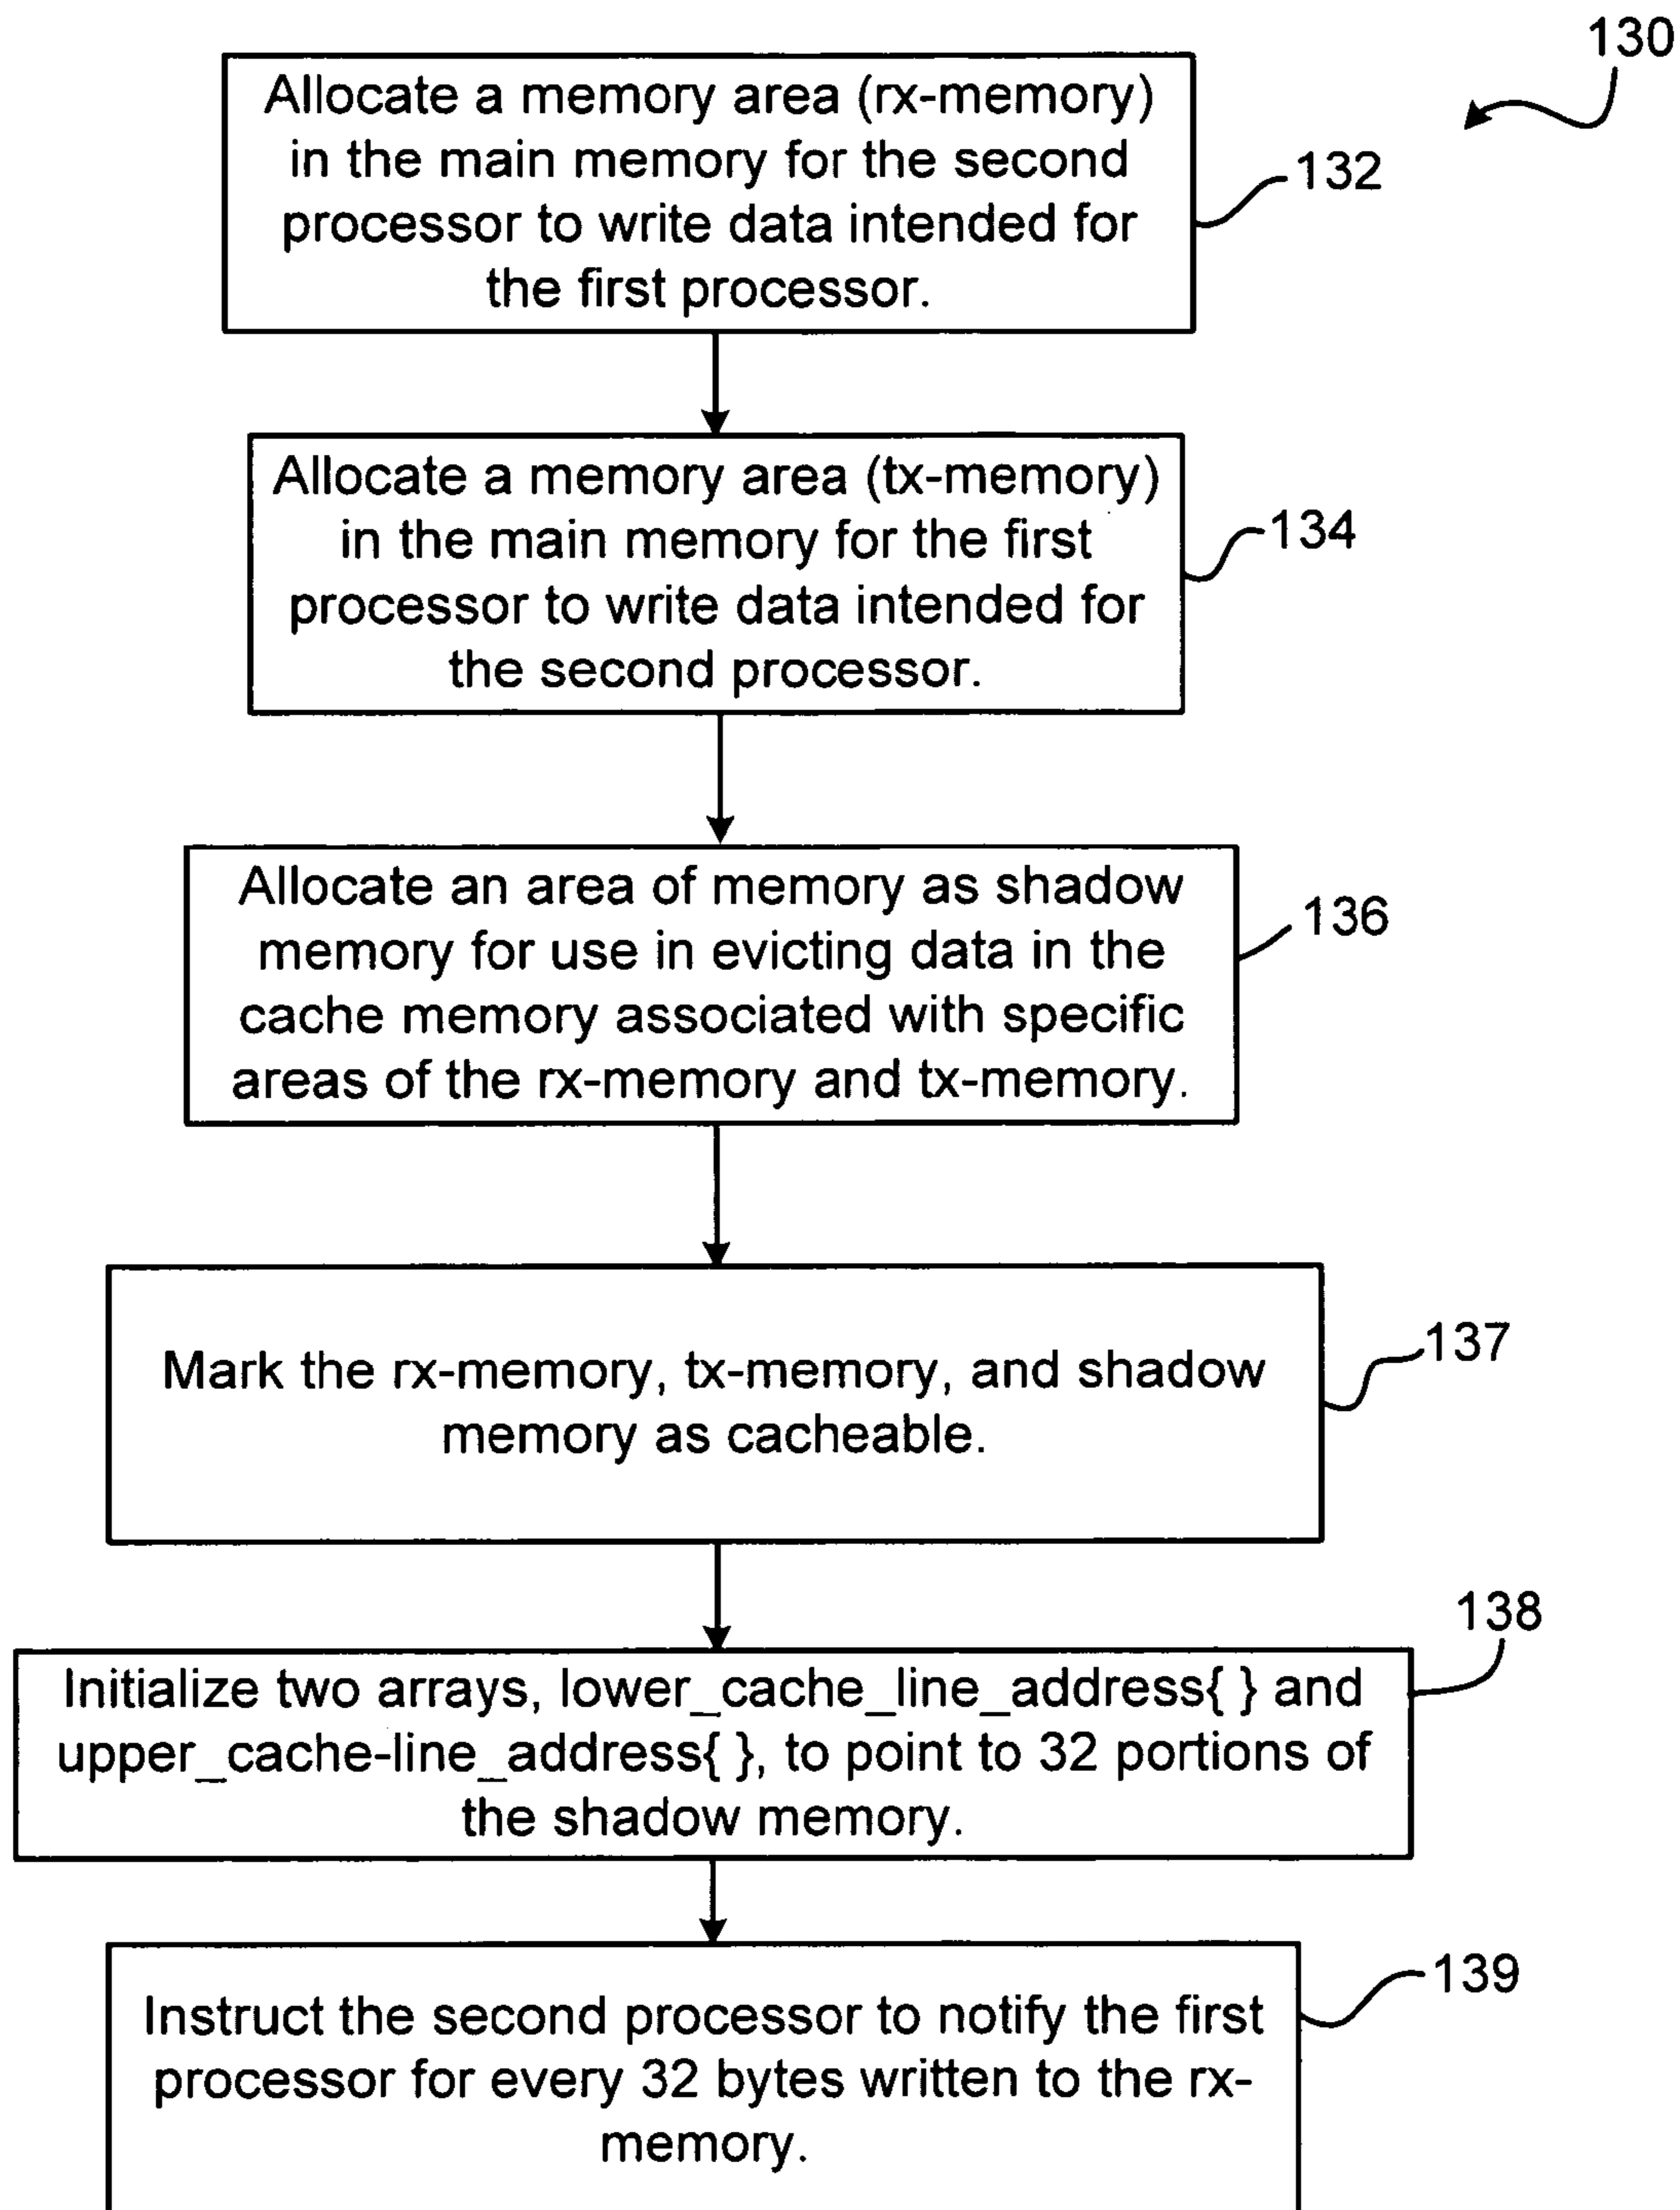 130
Allocate a memory area (rx-memory)
in the main memory for the second
processor to write data intended for
the first processor.
132
Allocate a memory area (tx-memory)
in the main memory for the first
processor to write data intended for
the second processor.
134
Allocate an area of memory as shadow
memory for use in evicting data in the
cache memory associated with specific
areas of the rx-memory and tx-memory.
136
Mark the rx-memory, tx-memory, and shadow
memory as cacheable.
137
Initialize two arrays, lower_cache_line_address{ } and
upper_cache-line_address{ }, to point to 32 portions of
the shadow memory.
138
Instruct the second processor to notify the first
processor for every 32 bytes written to the rx-
memory.
139